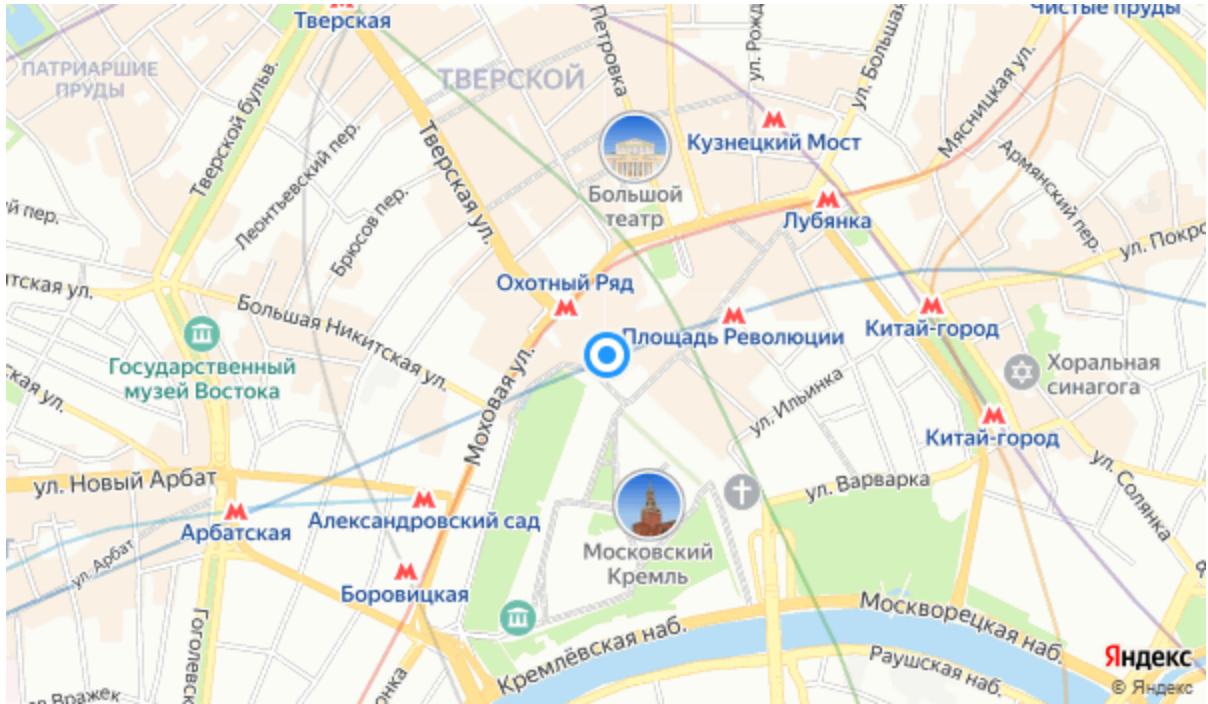 Тверская
Чистые пруды
ПАТРИАРШИЕ
ПРУДЫ
ТВЕРСКОЙ
Петровка
ул. Рожд
ул. Большая
Мясницкая ул.
Тверской бульв.
Леонтьевский пер.
Тверская ул.
Кузнецкий Мост
Армянский пер.
Брюсов пер.
Большой
театр
Лубянка
ул. Покро
й пер.
тская ул.
Охотный Ряд
Большая Никитская ул.
Площадь Революции
Китай-город
Государственный
музей Востока
Моховая ул.
ул. Ильинка
Хоральная
синагога
ская ул.
Китай-город
ул. Новый Арбат
ул. Варварка
ул. Солянка
Арбатская
Александровский сад
ул. Арбат
Московский
Кремль
Боровицкая
Гоголевск
Кремлёвская наб.
Москворецкая наб.
Раушская наб.
Яндекс
© Яндекс
Вражек